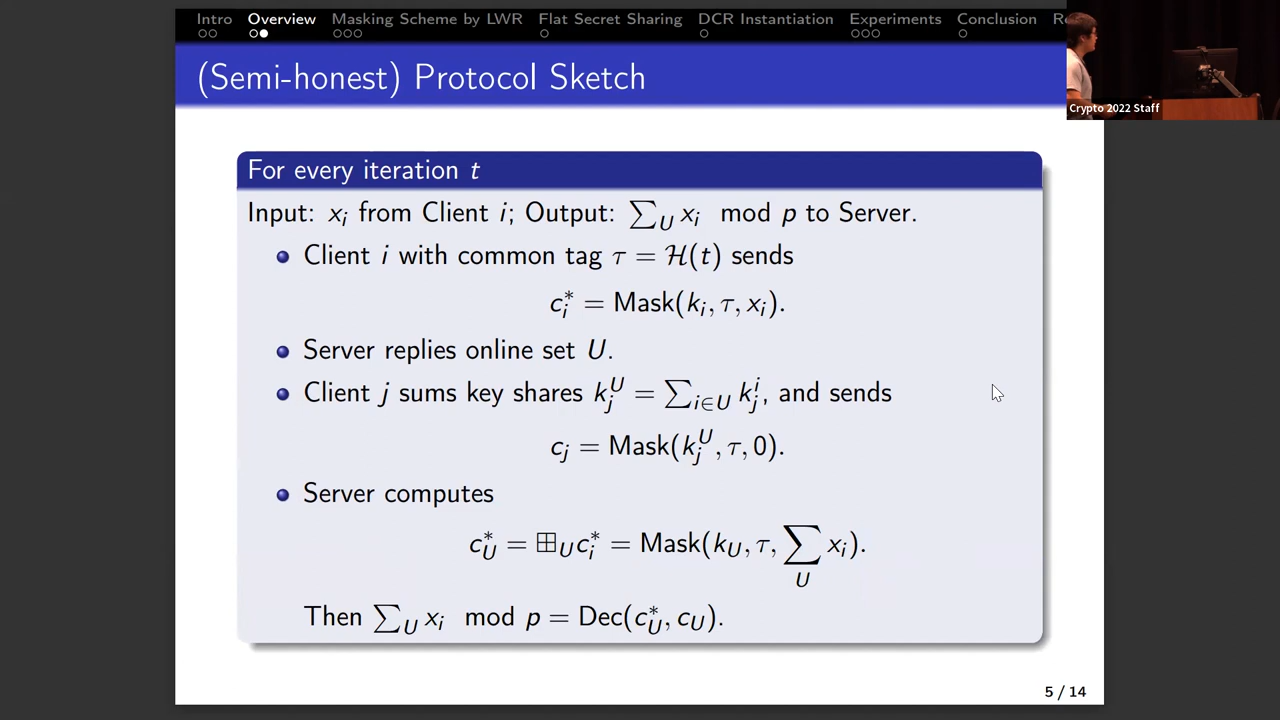 Intro Overview Masking Scheme by LWR Flat Secret Sharing DCR Instantiation Experiments Conclusion
(Semi-honest) Protocol Sketch
Crypto 2022 Staff
For every iteration t
Input: x_i from Client i; Output: ∑_U x_i mod p to Server.
Client i with common tag τ = ℋ(t) sends
c_i^* = Mask(k_i, τ, x_i).
Server replies online set U.
Client j sums key shares k_j^U = ∑_{i∈U} k_j^i, and sends
c_j = Mask(k_j^U, τ, 0).
Server computes
c_U^* = ⊞_U c_i^* = Mask(k_U, τ, ∑_U x_i).
Then ∑_U x_i mod p = Dec(c_U^*, c_U).
5 / 14